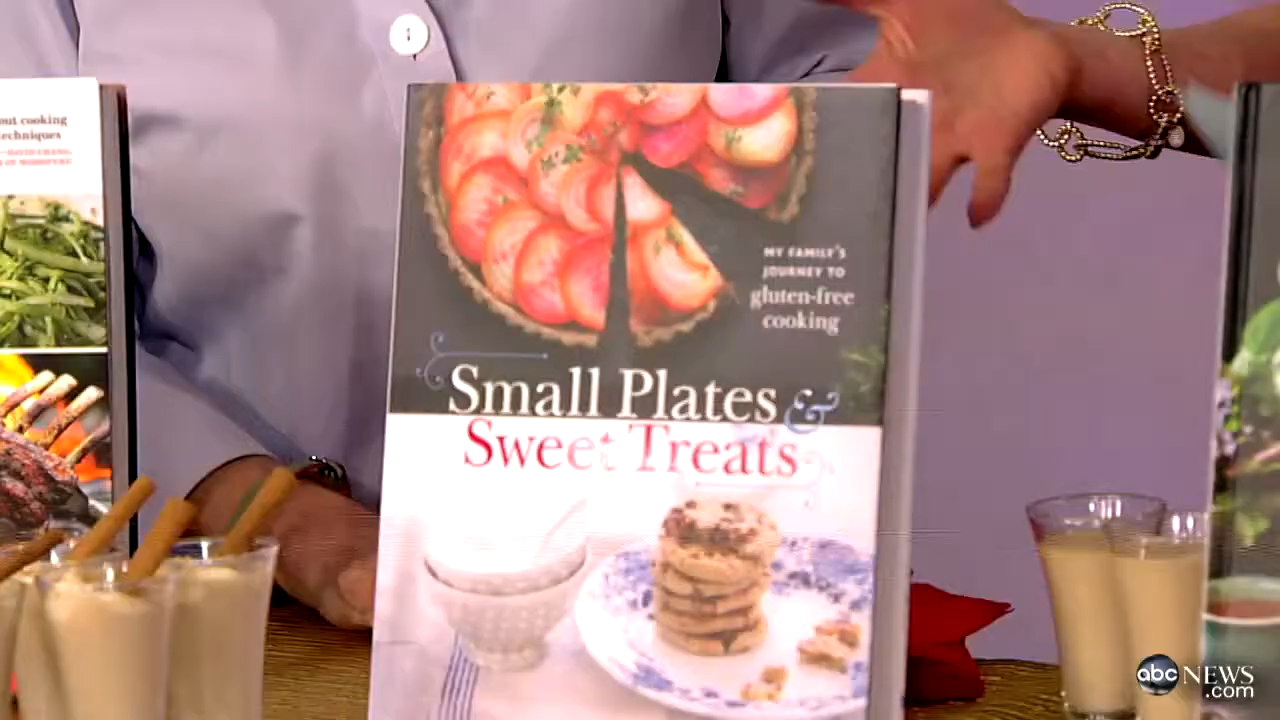 out cooking
techniques
MY FAMILY'S
JOURNEY TO
gluten-free
cooking
Small Plates &
Sweet Treats
abc NEWS
.com